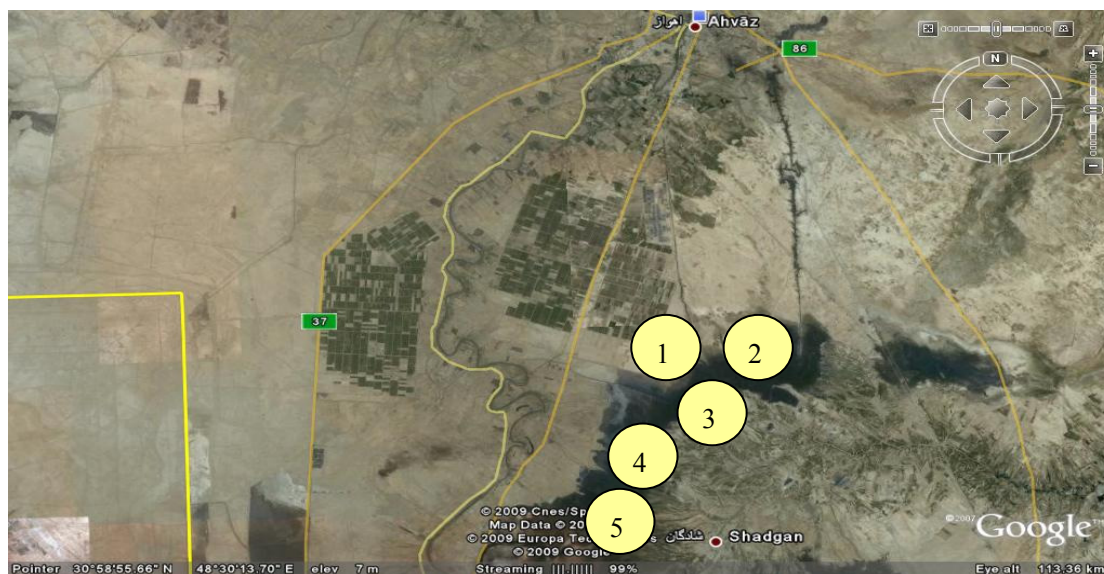 اهواز Ahvāz
86
N
37
1
2
3
4
5
© 2009 Cnes/Sp
Map Data © 20
© 2009 Europa Tec s
© 2009 Google
شادگان Shadgan
©2007 Google™
Pointer 30°58'55.66" N 48°30'13.70" E elev 7 m Streaming |||.||||| 99% Eye alt 113.36 km